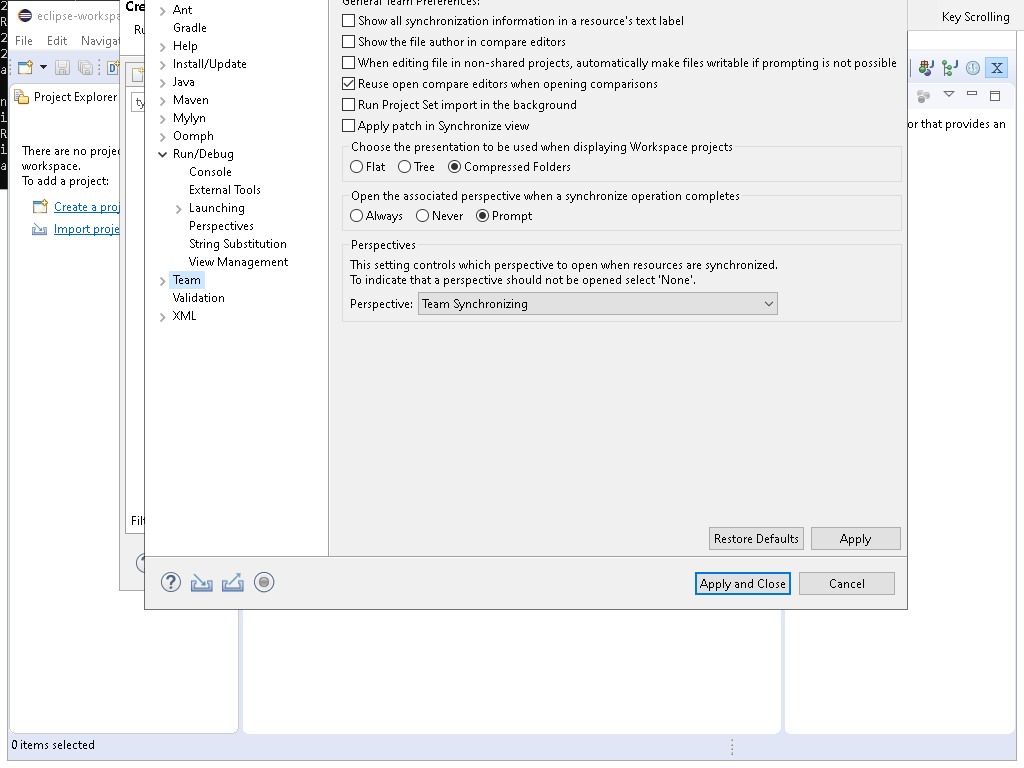 eclipse-workspa
Cre
Key Scrolling
File Edit Navigat
Ru
Project Explorer
ty
There are no projec
workspace.
To add a project:
Create a proj
Import proje
Filt
Ant
Gradle
Help
Install/Update
Java
Maven
Mylyn
Oomph
Run/Debug
Console
External Tools
Launching
Perspectives
String Substitution
View Management
Team
Validation
XML
General Team Preferences:
Show all synchronization information in a resource's text label
Show the file author in compare editors
When editing file in non-shared projects, automatically make files writable if prompting is not possible
Reuse open compare editors when opening comparisons
Run Project Set import in the background
Apply patch in Synchronize view
Choose the presentation to be used when displaying Workspace projects
Flat Tree Compressed Folders
Open the associated perspective when a synchronize operation completes
Always Never Prompt
Perspectives
This setting controls which perspective to open when resources are synchronized.
To indicate that a perspective should not be opened select 'None'.
Perspective: Team Synchronizing
Restore Defaults Apply
Apply and Close Cancel
or that provides an
0 items selected